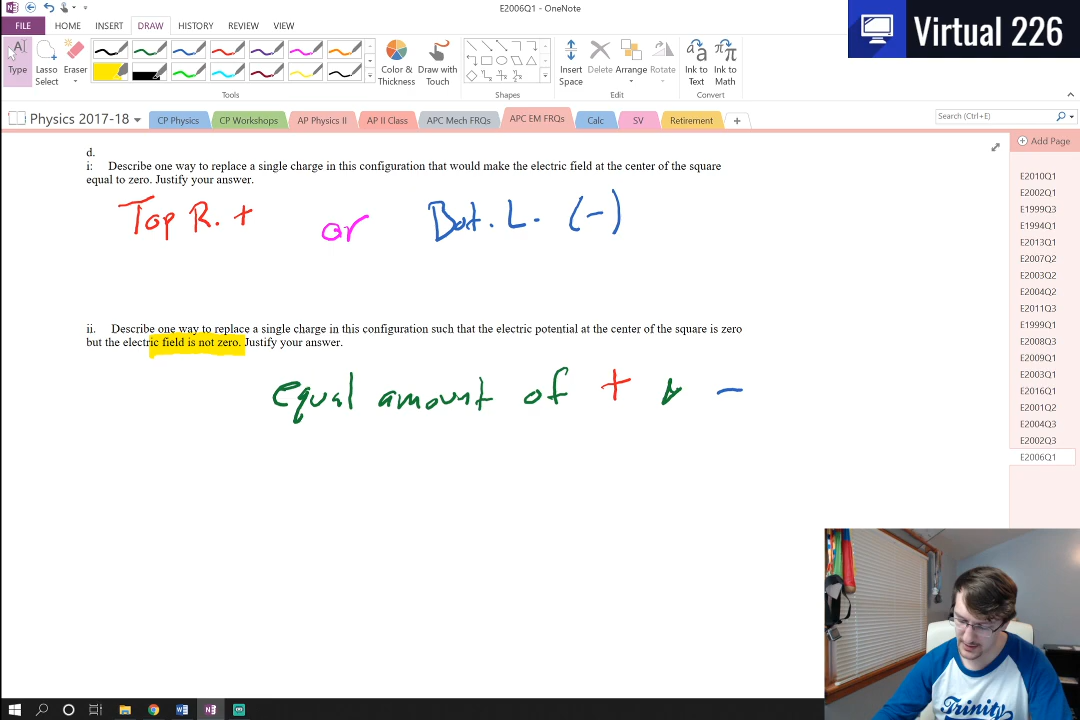 E2006Q1 - OneNote
Virtual 226
FILE HOME INSERT DRAW HISTORY REVIEW VIEW
Type Lasso Select Eraser Color & Thickness Draw with Touch Insert Space Delete Arrange Rotate Ink to Text Ink to Math
Tools Shapes Edit Convert
Physics 2017-18 CP Physics CP Workshops AP Physics II AP II Class APC Mech FRQs APC EM FRQs Calc SV Retirement + Search (Ctrl+E)
Add Page
d.
i: Describe one way to replace a single charge in this configuration that would make the electric field at the center of the square
equal to zero. Justify your answer.
Top R. + or Bot. L. (-)
ii. Describe one way to replace a single charge in this configuration such that the electric potential at the center of the square is zero
but the electric field is not zero. Justify your answer.
equal amount of + & -
E2010Q1
E2002Q1
E1999Q3
E1994Q1
E2013Q1
E2007Q2
E2003Q2
E2004Q2
E2011Q3
E1999Q1
E2008Q3
E2009Q1
E2003Q1
E2016Q1
E2001Q2
E2004Q3
E2002Q3
E2006Q1
Trinity